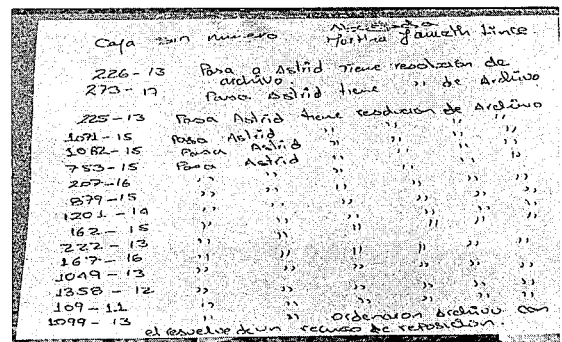 Caja sin numero Abogada
Martha Janeth Lince.
226-13 Pasa a Astrid Tiene resolucion de
archivo.
273-17 Pasa Astrid tiene ,, de Archivo
225-13 Pasa Astrid tiene resolucion de Archivo
1071-15 Pasa Astrid ,, ,, ,, ,,
1082-15 Pasa Astrid ,, ,, ,, ,,
753-15 Pasa Astrid ,, ,, ,, ,,
207-16 ,, ,, ,, ,, ,, ,,
879-15 ,, ,, ,, ,, ,, ,,
1201-14 ,, ,, ,, ,, ,, ,,
162-15 ,, ,, ,, ,, ,, ,,
222-13 ,, ,, ,, ,, ,, ,,
167-16 ,, ,, ,, ,, ,, ,,
1049-13 ,, ,, ,, ,, ,, ,,
1358-12 ,, ,, ,, ,, ,, ,,
109-11 ,, ,, ,, ,, ,, ,,
1099-13 ,, ,, ordenaron Archivo con
el resuelve de un recurso de reposición.